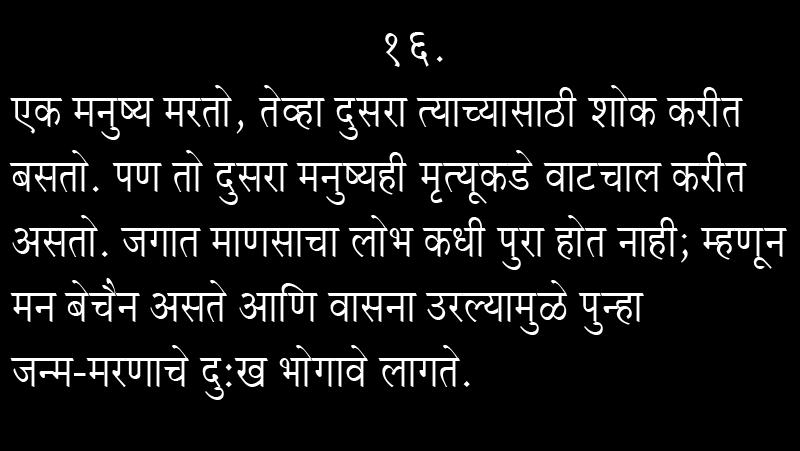 १६.
एक मनुष्य मरतो, तेव्हा दुसरा त्याच्यासाठी शोक करीत
बसतो. पण तो दुसरा मनुष्यही मृत्यूकडे वाटचाल करीत
असतो. जगात माणसाचा लोभ कधी पुरा होत नाही; म्हणून
मन बेचैन असते आणि वासना उरल्यामुळे पुन्हा
जन्म-मरणाचे दु:ख भोगावे लागते.